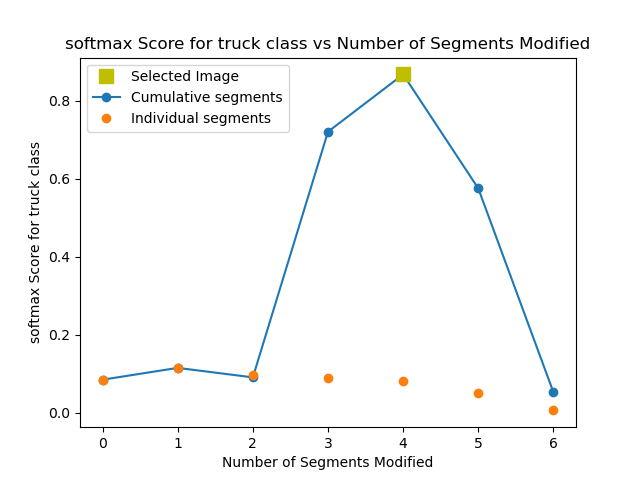 softmax Score for truck class vs Number of Segments Modified
Selected Image
Cumulative segments
Individual segments
softmax Score for truck class
0.8
0.6
0.4
0.2
0.0
0 1 2 3 4 5 6
Number of Segments Modified